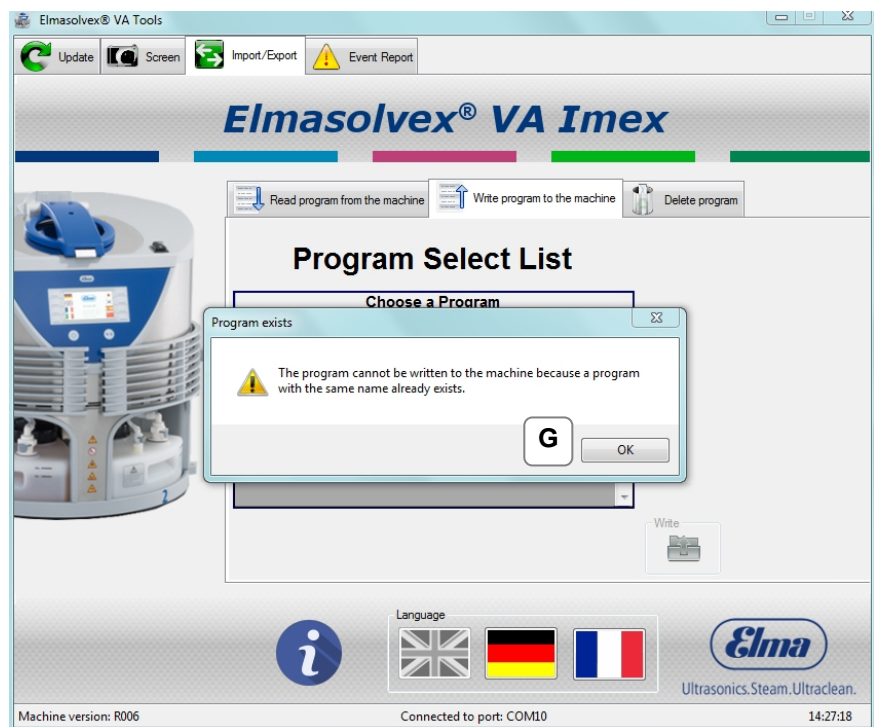 Elmasolvex® VA Tools
Update Screen Import/Export Event Report
Elmasolvex® VA Imex
Read program from the machine Write program to the machine Delete program
Program Select List
Choose a Program
Program exists
The program cannot be written to the machine because a program
with the same name already exists.
G
OK
2
Write
Language
i
Elma
Ultrasonics.Steam.Ultraclean.
Machine version: R006 Connected to port: COM10 14:27:18